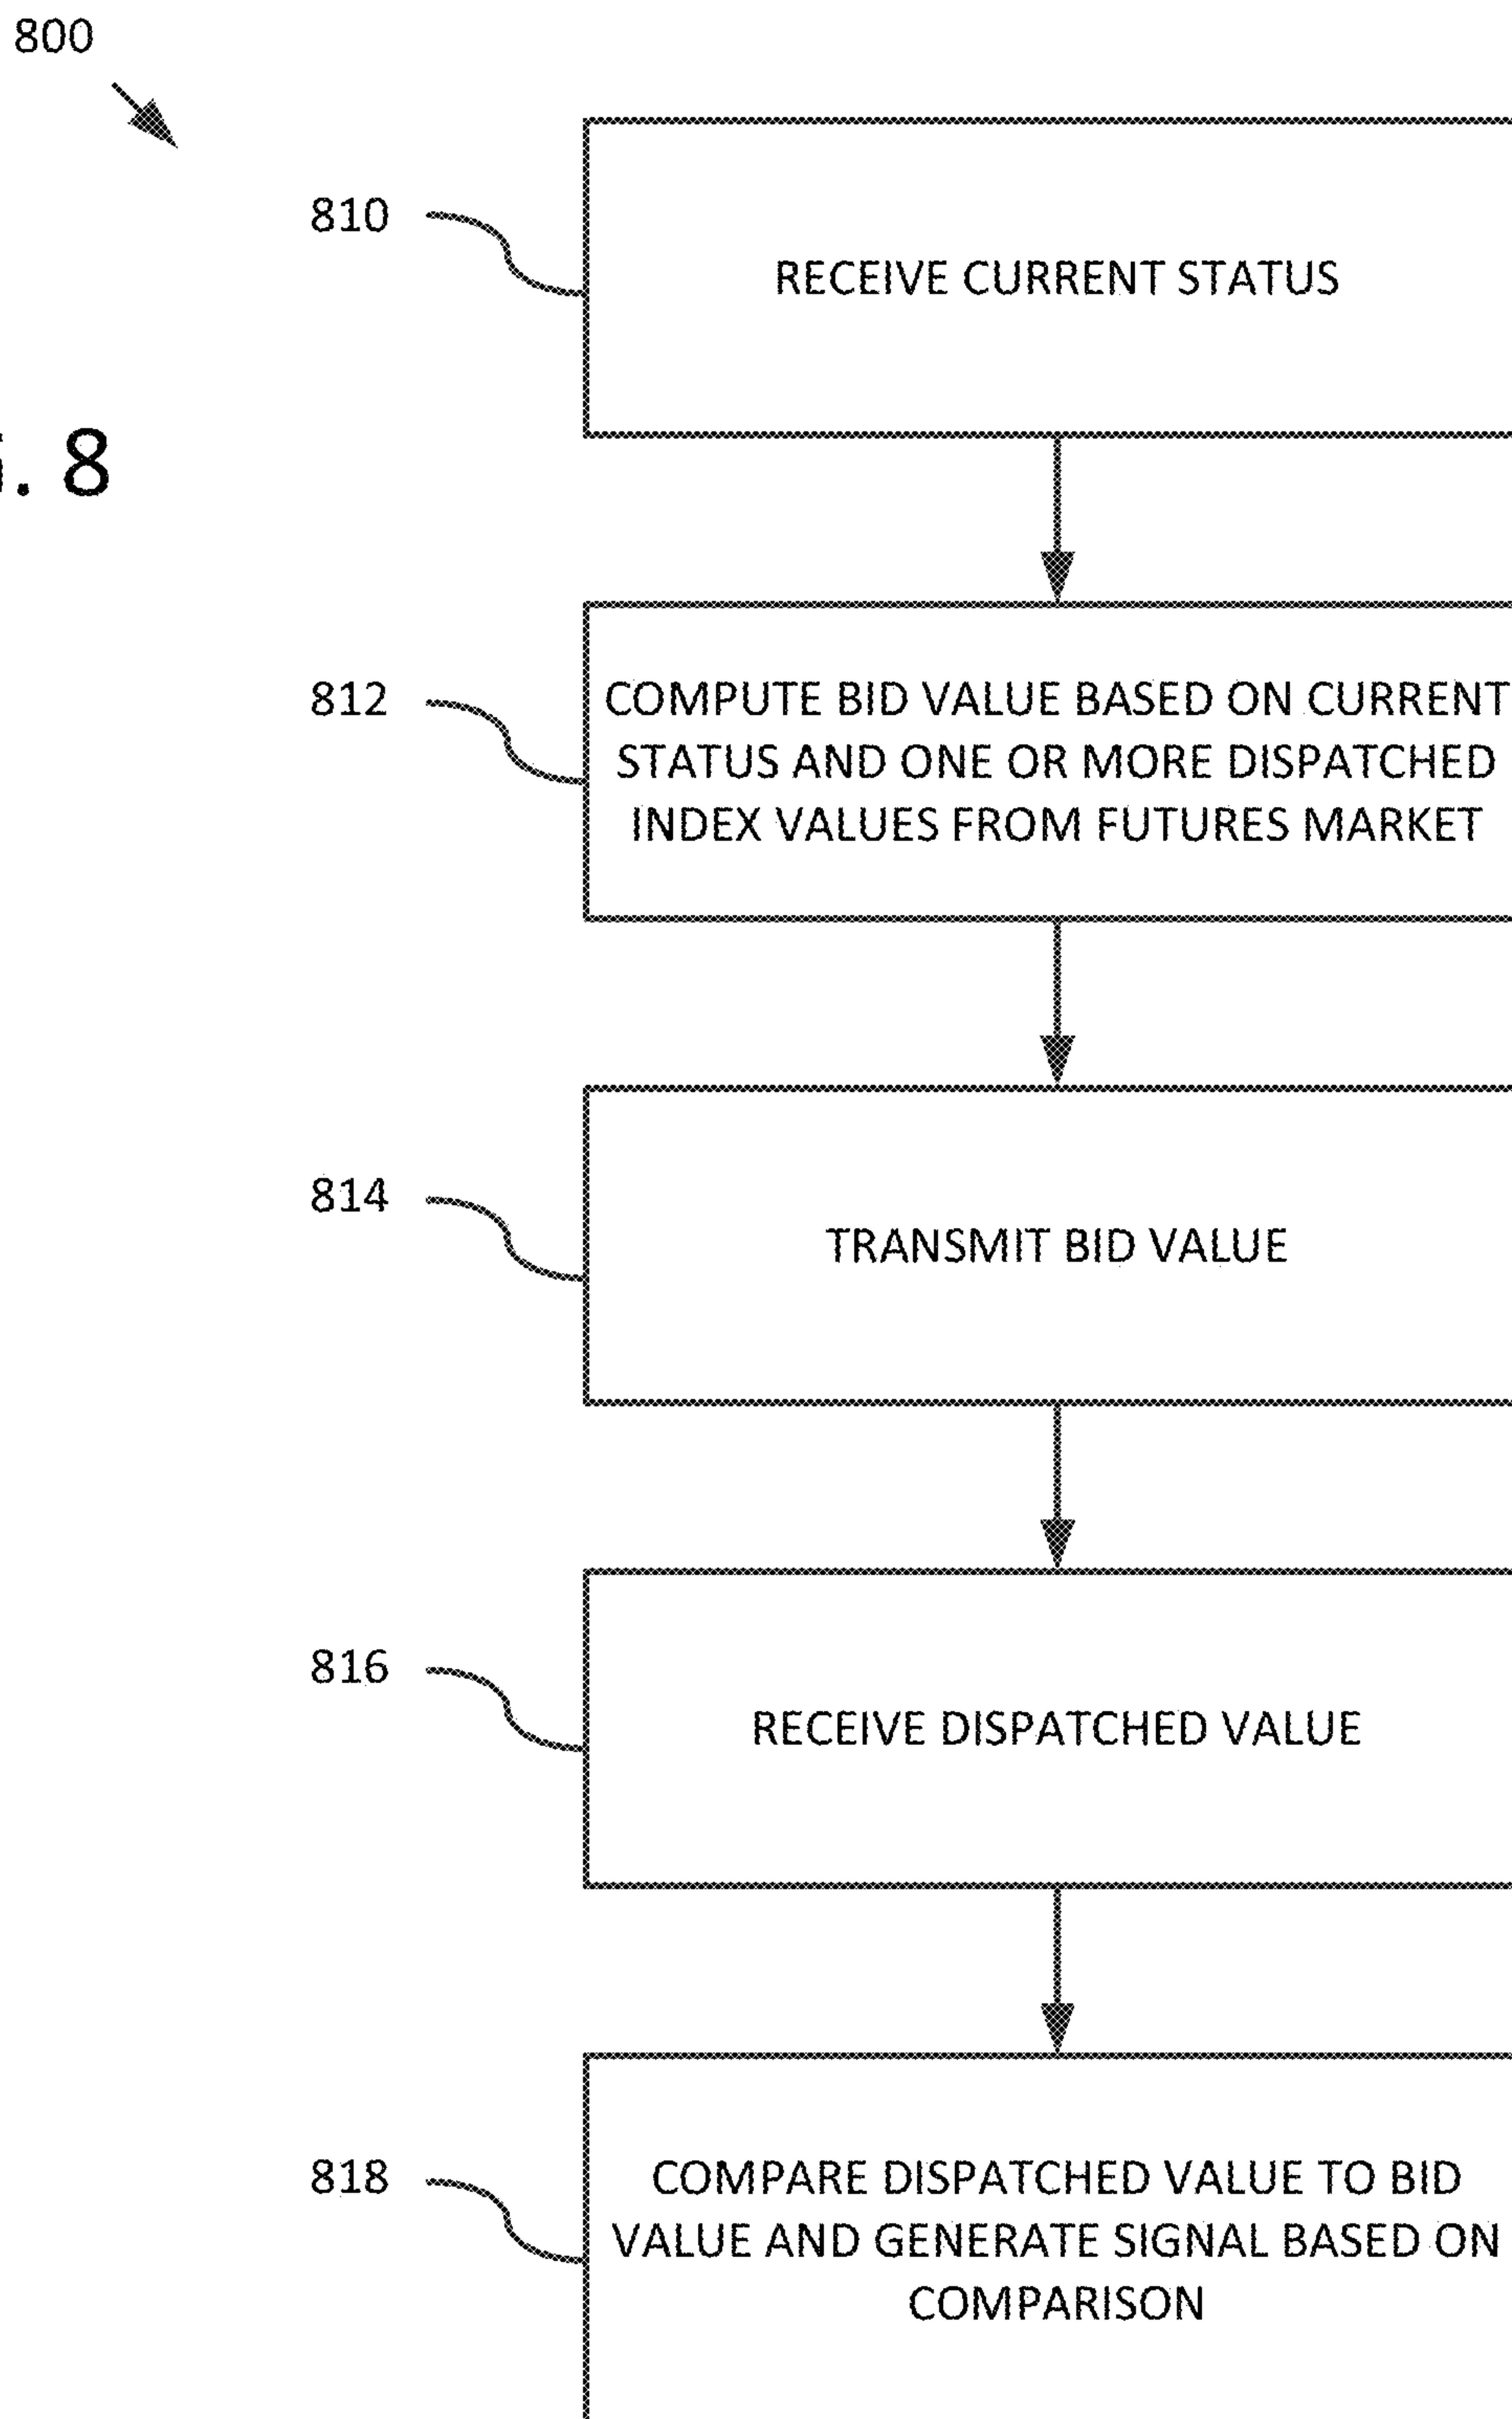 800
810
RECEIVE CURRENT STATUS
. 8
812
COMPUTE BID VALUE BASED ON CURRENT
STATUS AND ONE OR MORE DISPATCHED
INDEX VALUES FROM FUTURES MARKET
814
TRANSMIT BID VALUE
816
RECEIVE DISPATCHED VALUE
818
COMPARE DISPATCHED VALUE TO BID
VALUE AND GENERATE SIGNAL BASED ON
COMPARISON